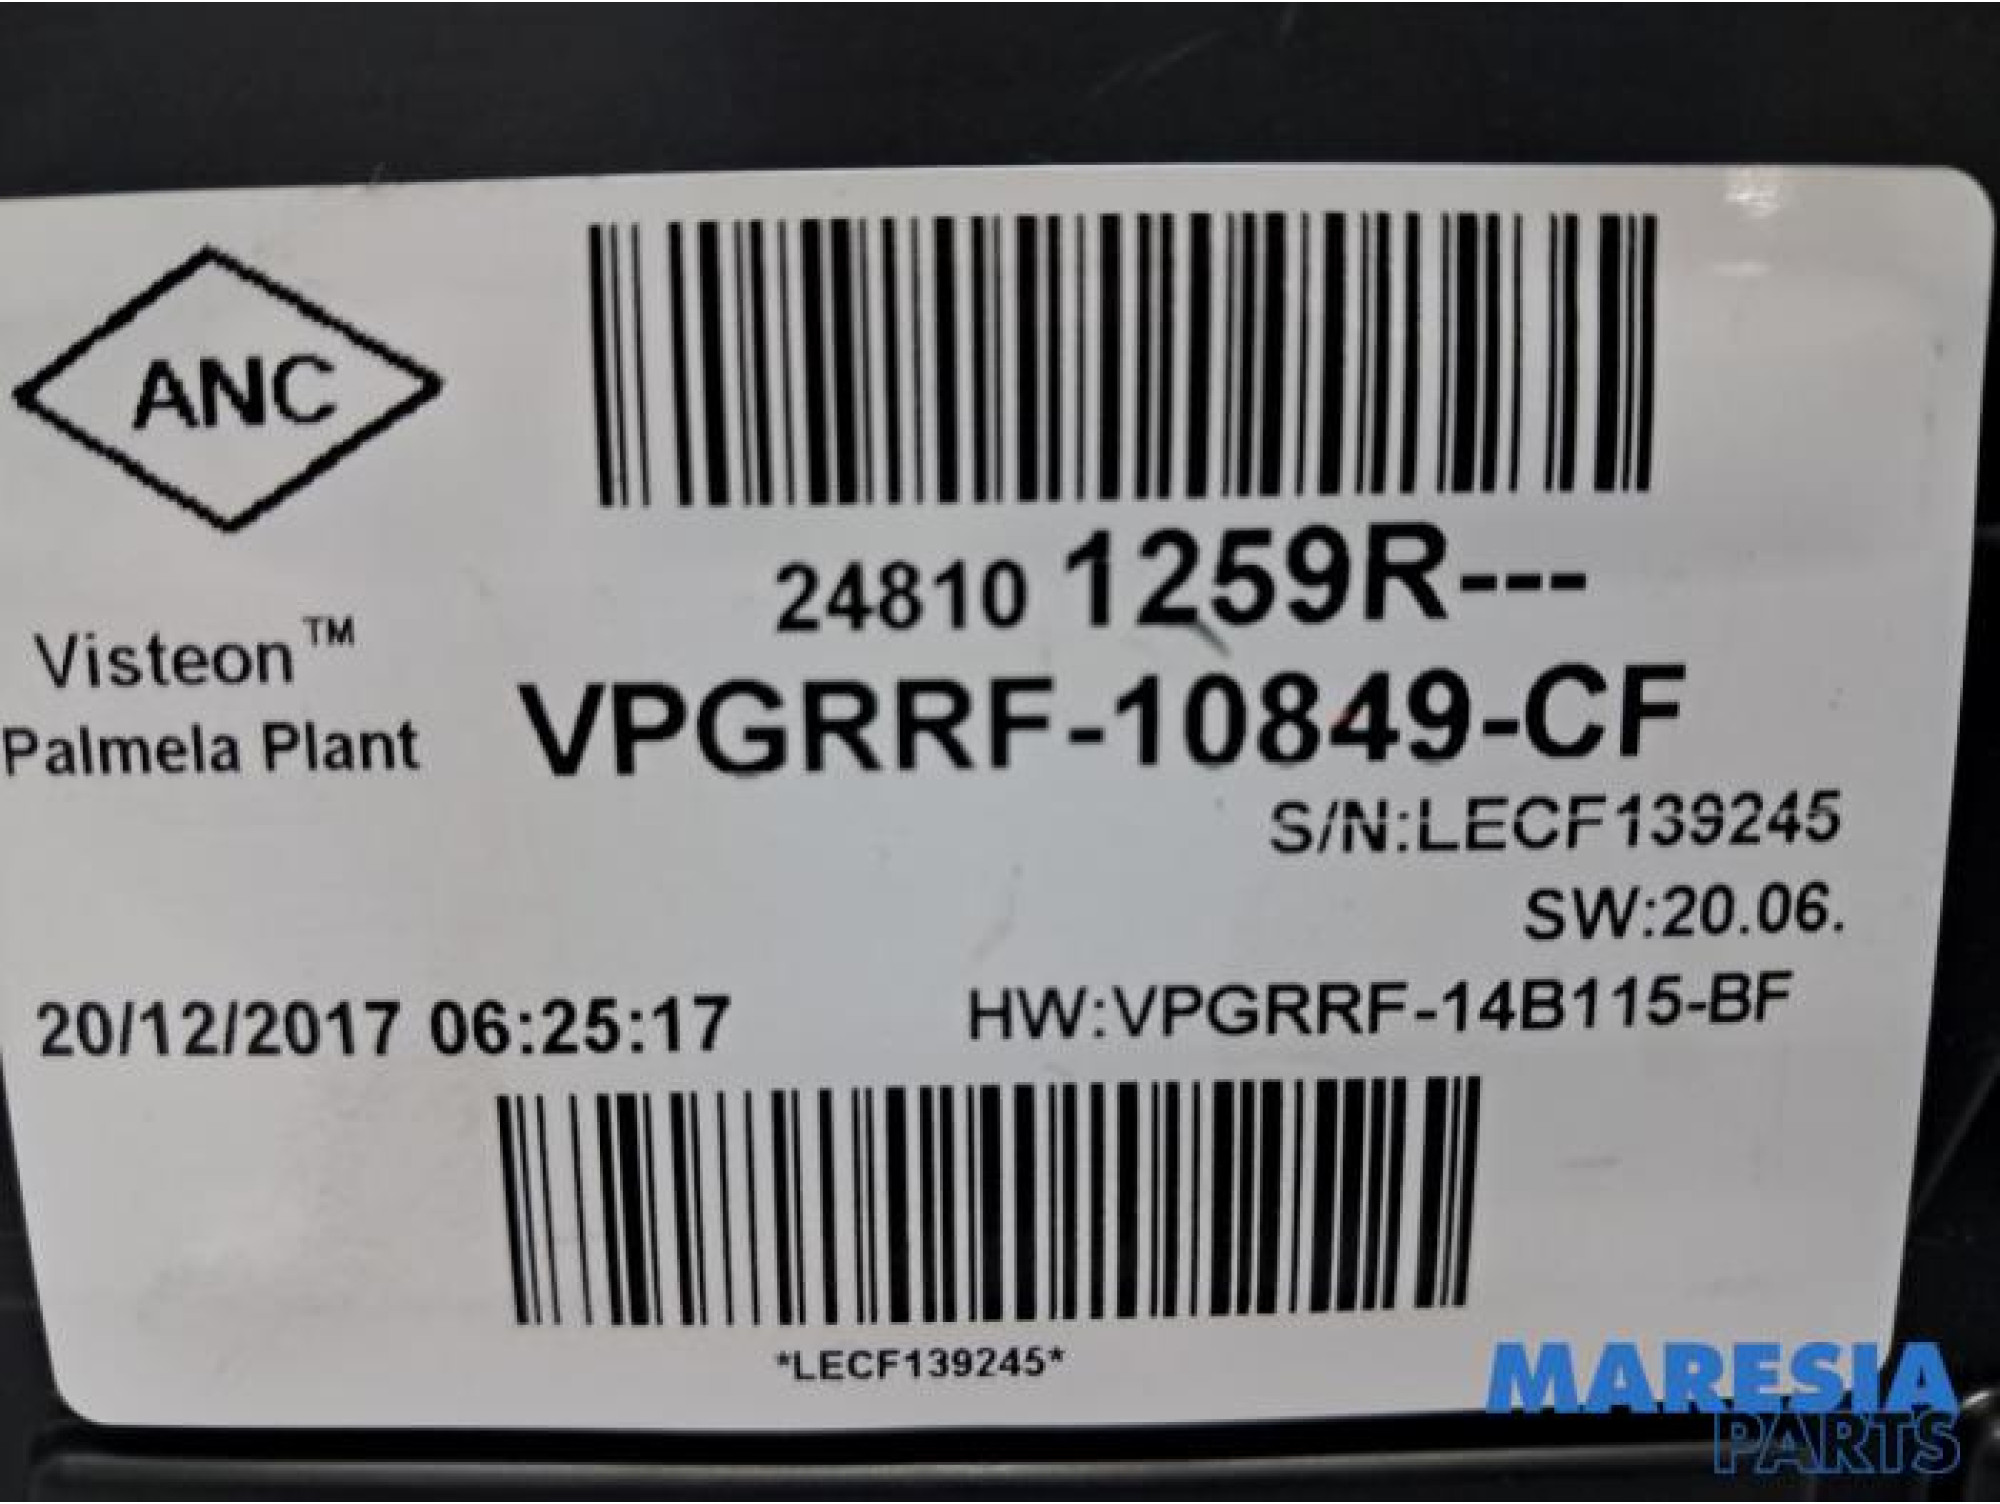 ANC
24810 1259R---
Visteon™
Palmela Plant
VPGRRF-10849-CF
S/N:LECF139245
SW:20.06.
20/12/2017 06:25:17
HW:VPGRRF-14B115-BF
*LECF139245*
MARESIA
PARTS